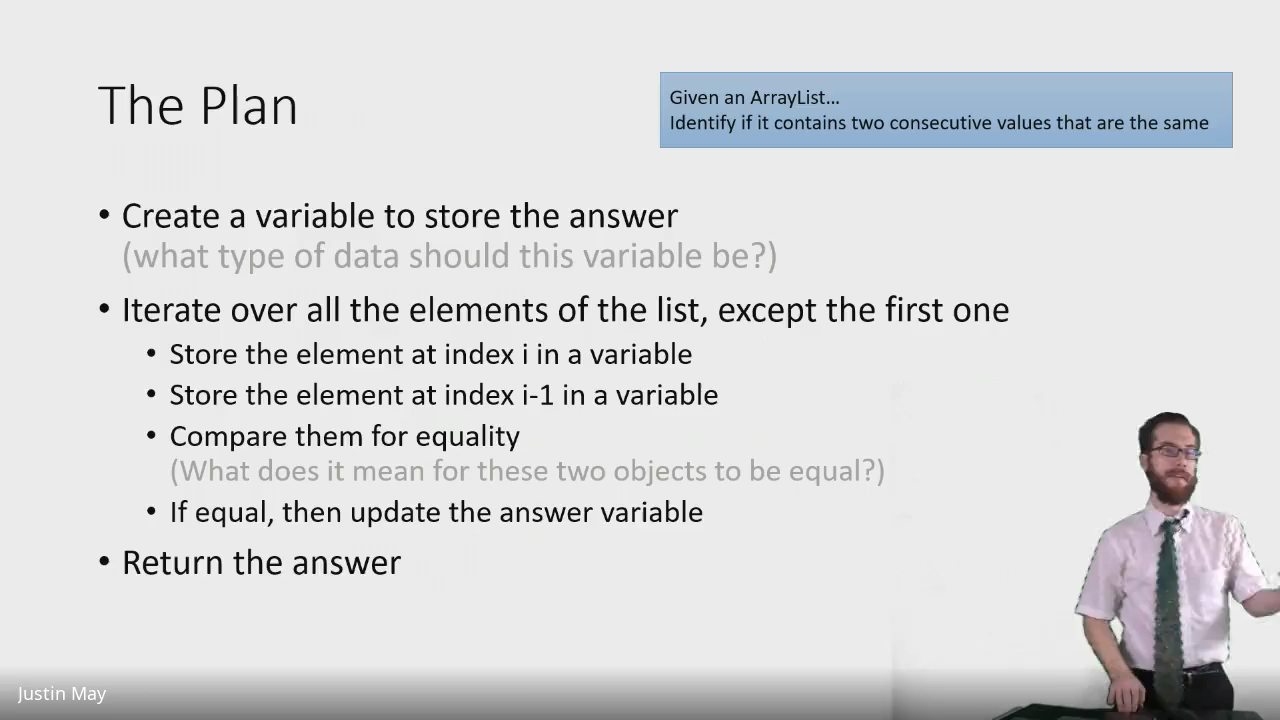 The Plan
Given an ArrayList...
Identify if it contains two consecutive values that are the same
• Create a variable to store the answer
(what type of data should this variable be?)
• Iterate over all the elements of the list, except the first one
• Store the element at index i in a variable
• Store the element at index i-1 in a variable
• Compare them for equality
(What does it mean for these two objects to be equal?)
• If equal, then update the answer variable
• Return the answer
Justin May